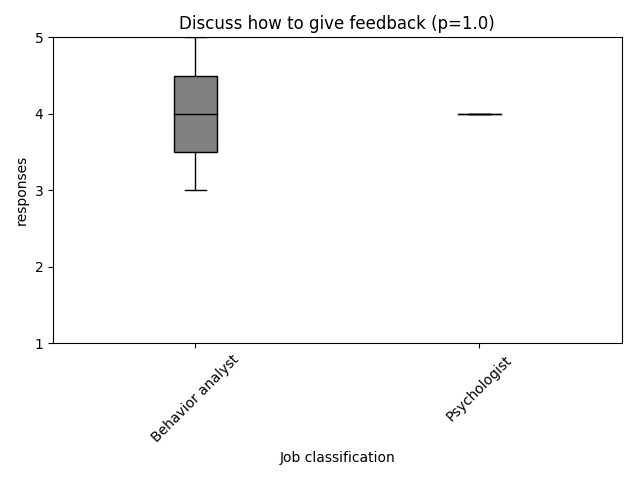 Discuss how to give feedback (p=1.0)
5
4
3
2
1
responses
Behavior analyst
Psychologist
Job classification